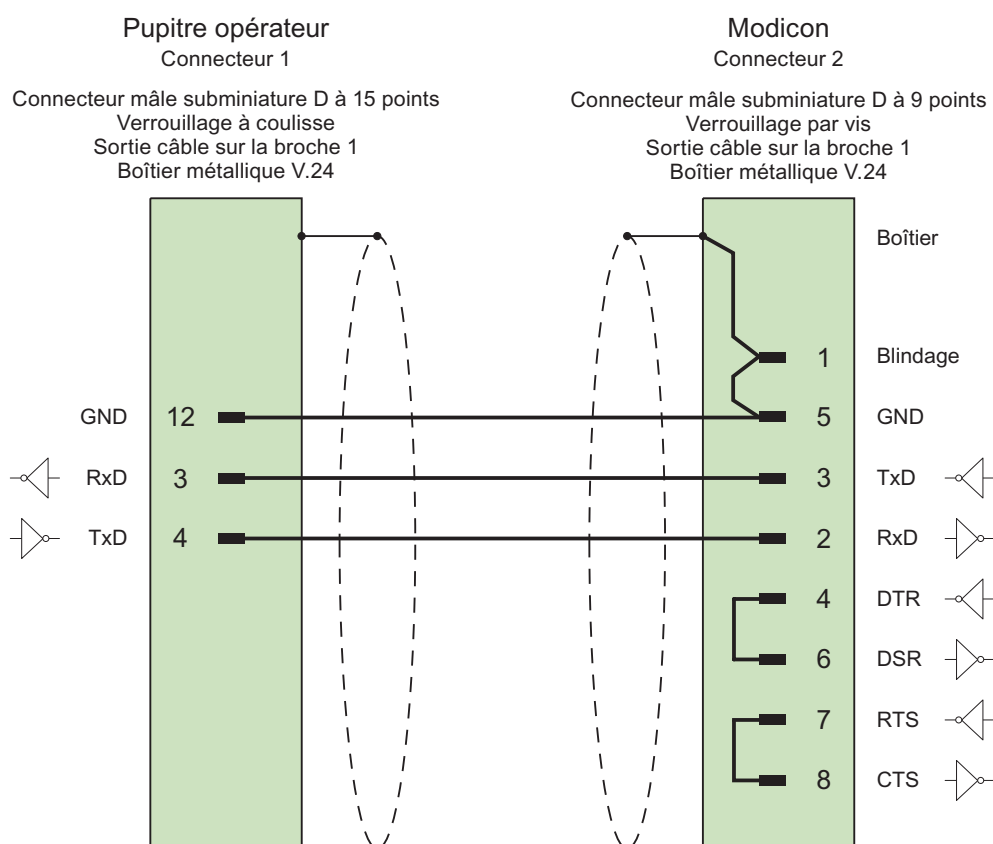 Pupitre opérateur
Connecteur 1
Connecteur mâle subminiature D à 15 points
Verrouillage à coulisse
Sortie câble sur la broche 1
Boîtier métallique V.24
Modicon
Connecteur 2
Connecteur mâle subminiature D à 9 points
Verrouillage par vis
Sortie câble sur la broche 1
Boîtier métallique V.24
Boîtier
1 Blindage
GND 12 5 GND
RxD 3 3 TxD
TxD 4 2 RxD
4 DTR
6 DSR
7 RTS
8 CTS